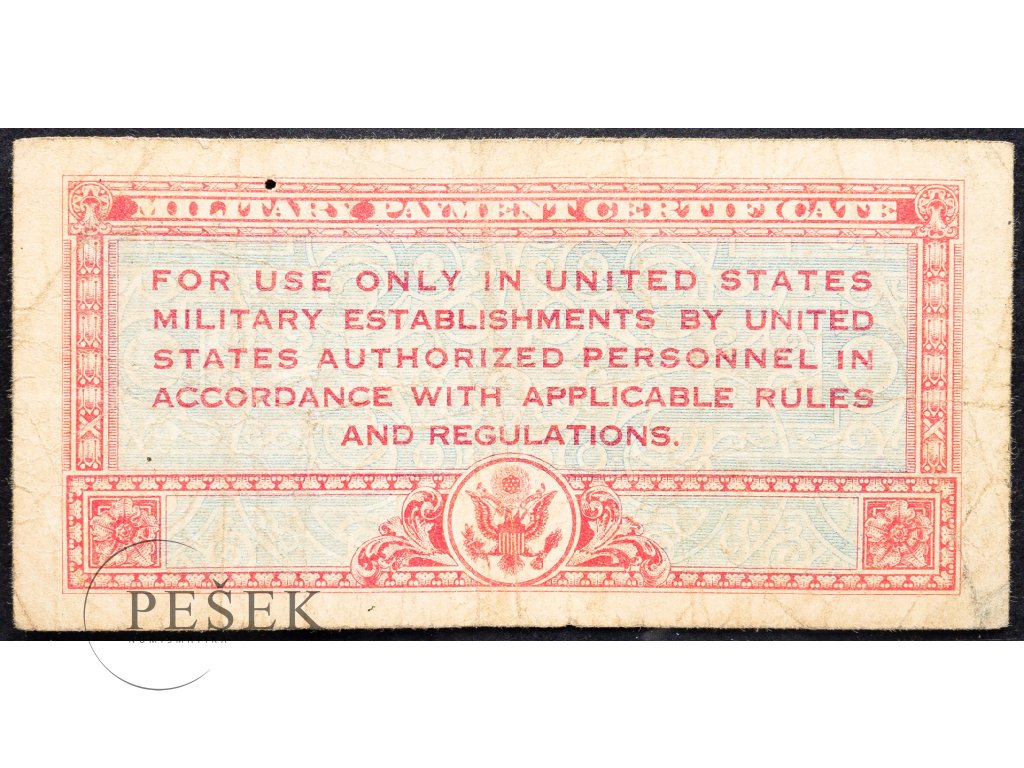 MILITARY PAYMENT CERTIFICATE
FOR USE ONLY IN UNITED STATES
MILITARY ESTABLISHMENTS BY UNITED
STATES AUTHORIZED PERSONNEL IN
ACCORDANCE WITH APPLICABLE RULES
AND REGULATIONS.
PEŠEK
NUMISMATIKA